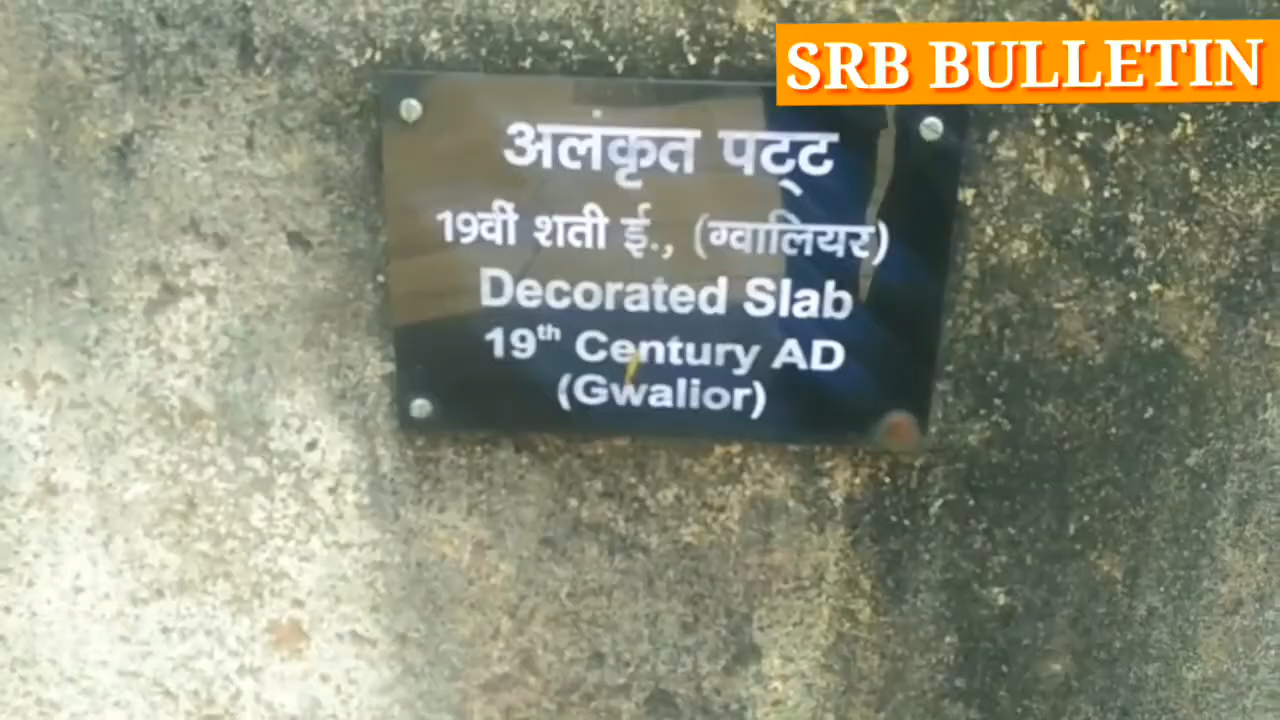 SRB BULLETIN
अलंकृत पट्ट
19वीं शती ई., (ग्वालियर)
Decorated Slab
19th Century AD
(Gwalior)